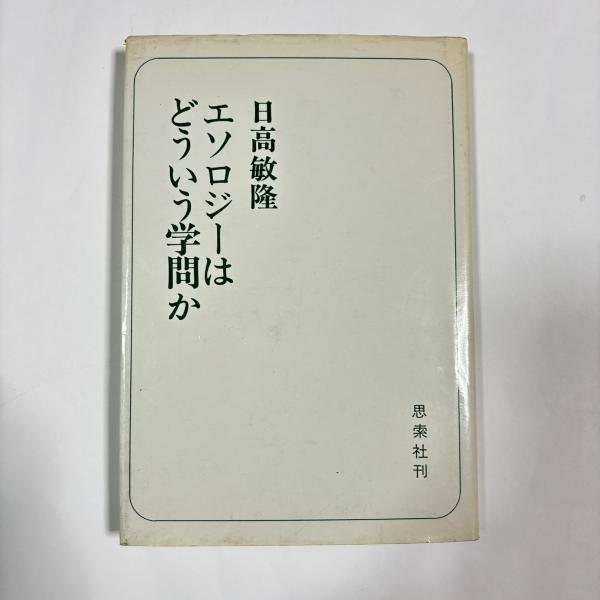 日高敏隆
エソロジーは
どういう学問か
思索社刊